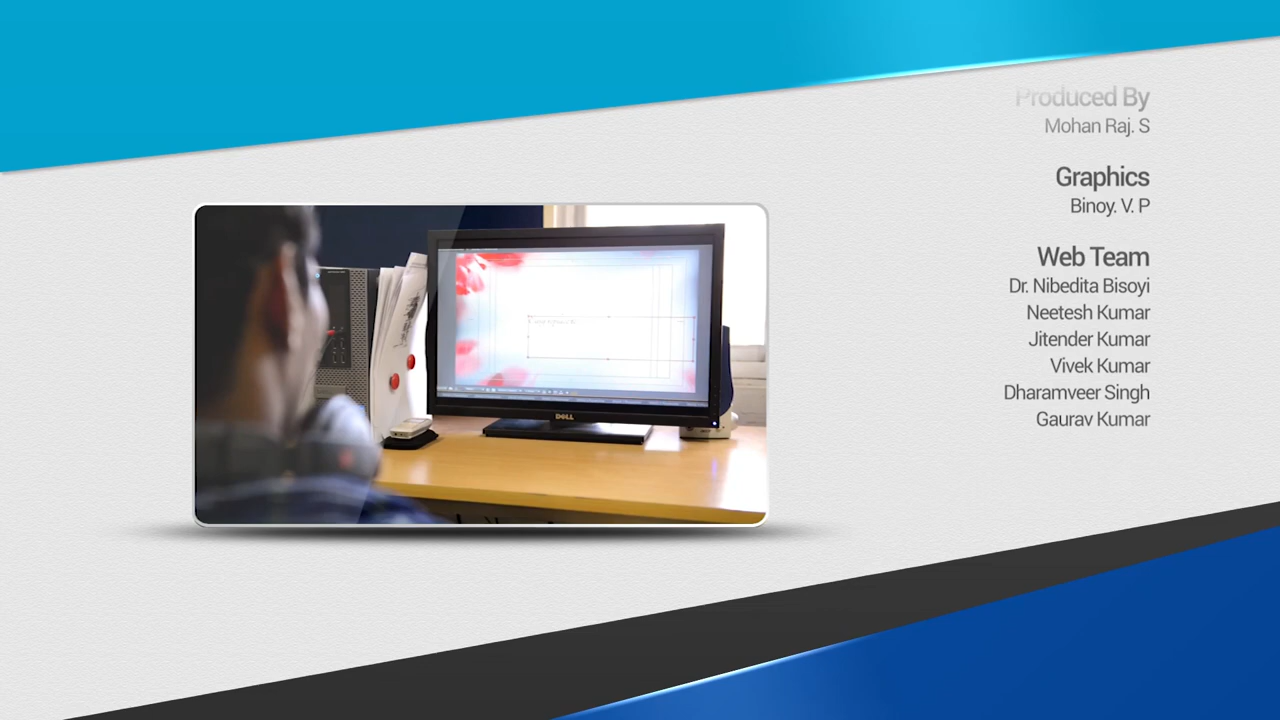 Produced By
Mohan Raj. S
Graphics
Binoy. V. P
Web Team
Dr. Nibedita Bisoyi
Neetesh Kumar
Jitender Kumar
Vivek Kumar
Dharamveer Singh
Gaurav Kumar
DELL